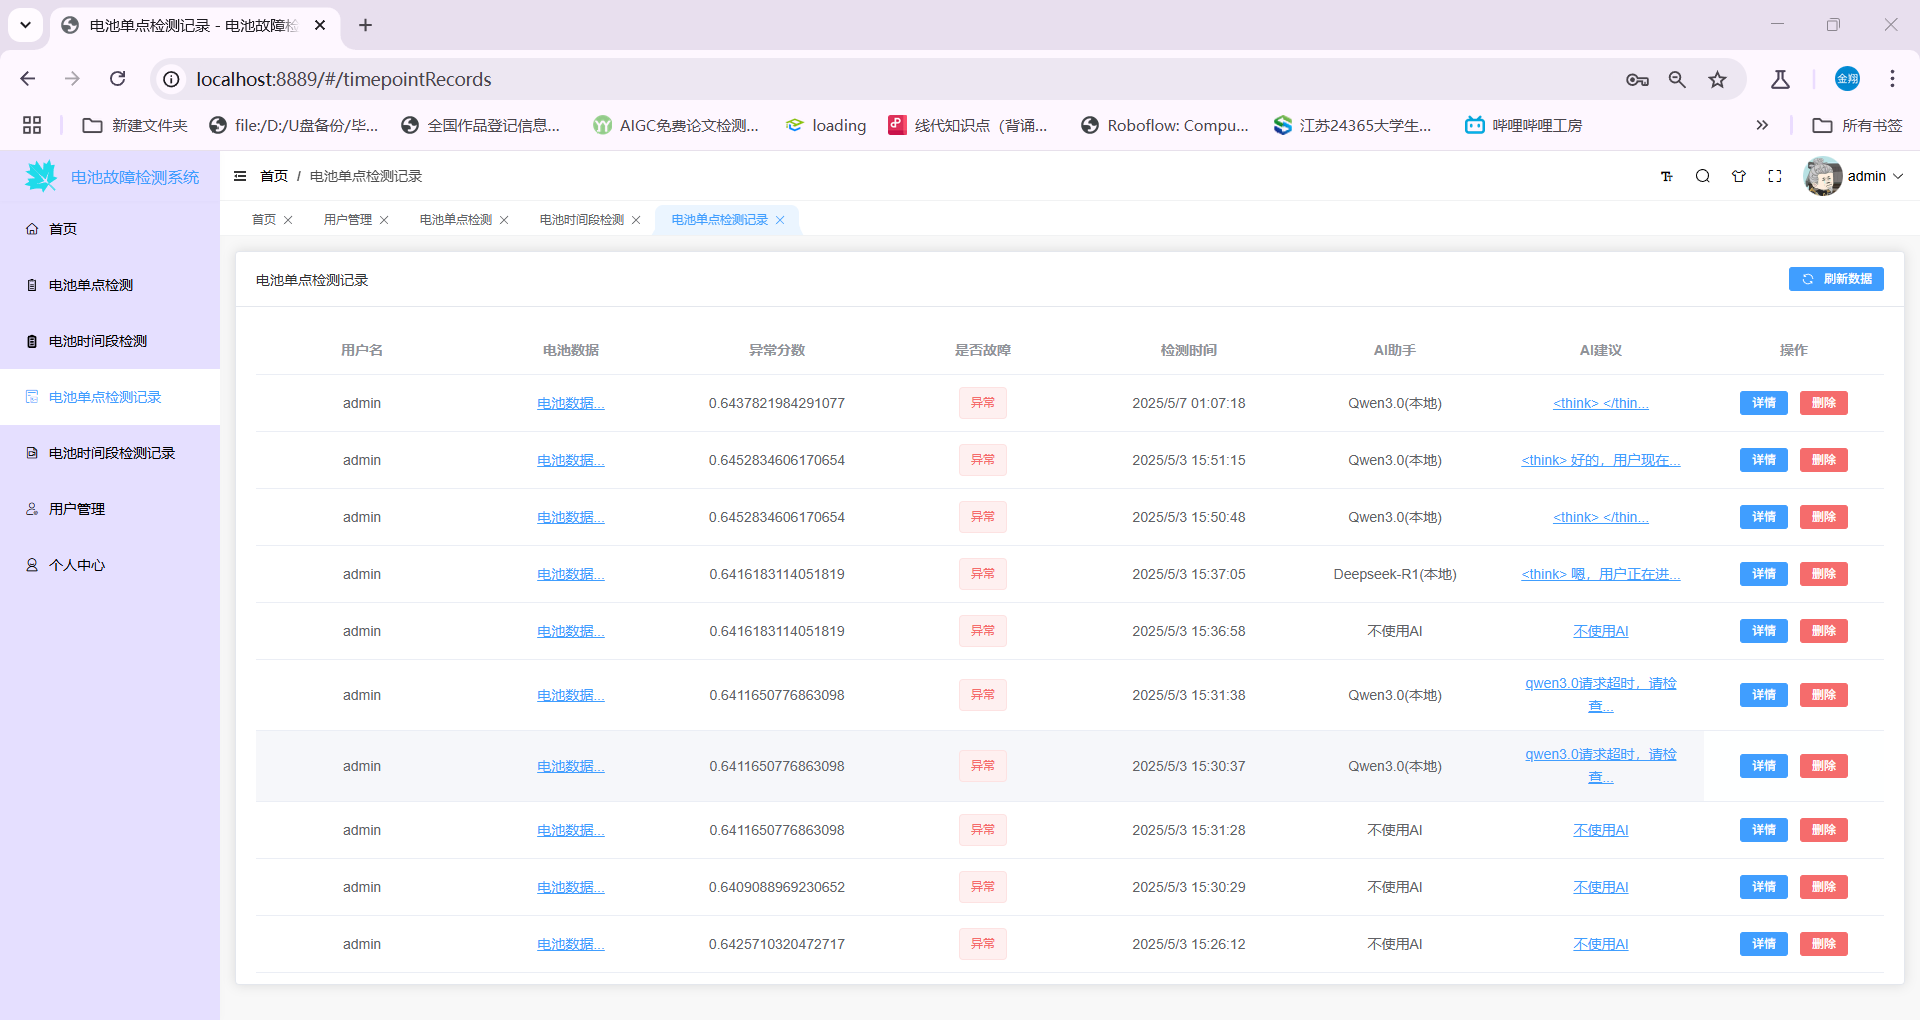 电池单点检测记录 - 电池故障检
localhost:8889/#/timepointRecords
金翔
新建文件夹
file:/D:/U盘备份/毕...
全国作品登记信息...
AIGC免费论文检测...
loading
线代知识点（背诵...
Roboflow: Compu...
江苏24365大学生...
哔哩哔哩工房
所有书签
电池故障检测系统
首页 / 电池单点检测记录
admin
首页
用户管理
电池单点检测
电池时间段检测
电池单点检测记录
首页
电池单点检测
电池时间段检测
电池单点检测记录
电池时间段检测记录
用户管理
个人中心
电池单点检测记录
刷新数据
用户名 电池数据 异常分数 是否故障 检测时间 AI助手 AI建议 操作
admin 电池数据... 0.6437821984291077 异常 2025/5/7 01:07:18 Qwen3.0(本地) <think> </thin... 详情 删除
admin 电池数据... 0.6452834606170654 异常 2025/5/3 15:51:15 Qwen3.0(本地) <think> 好的，用户现在... 详情 删除
admin 电池数据... 0.6452834606170654 异常 2025/5/3 15:50:48 Qwen3.0(本地) <think> </thin... 详情 删除
admin 电池数据... 0.6416183114051819 异常 2025/5/3 15:37:05 Deepseek-R1(本地) <think> 嗯，用户正在进... 详情 删除
admin 电池数据... 0.6416183114051819 异常 2025/5/3 15:36:58 不使用AI 不使用AI 详情 删除
admin 电池数据... 0.6411650776863098 异常 2025/5/3 15:31:38 Qwen3.0(本地) qwen3.0请求超时，请检
查... 详情 删除
admin 电池数据... 0.6411650776863098 异常 2025/5/3 15:30:37 Qwen3.0(本地) qwen3.0请求超时，请检
查... 详情 删除
admin 电池数据... 0.6411650776863098 异常 2025/5/3 15:31:28 不使用AI 不使用AI 详情 删除
admin 电池数据... 0.6409088969230652 异常 2025/5/3 15:30:29 不使用AI 不使用AI 详情 删除
admin 电池数据... 0.6425710320472717 异常 2025/5/3 15:26:12 不使用AI 不使用AI 详情 删除